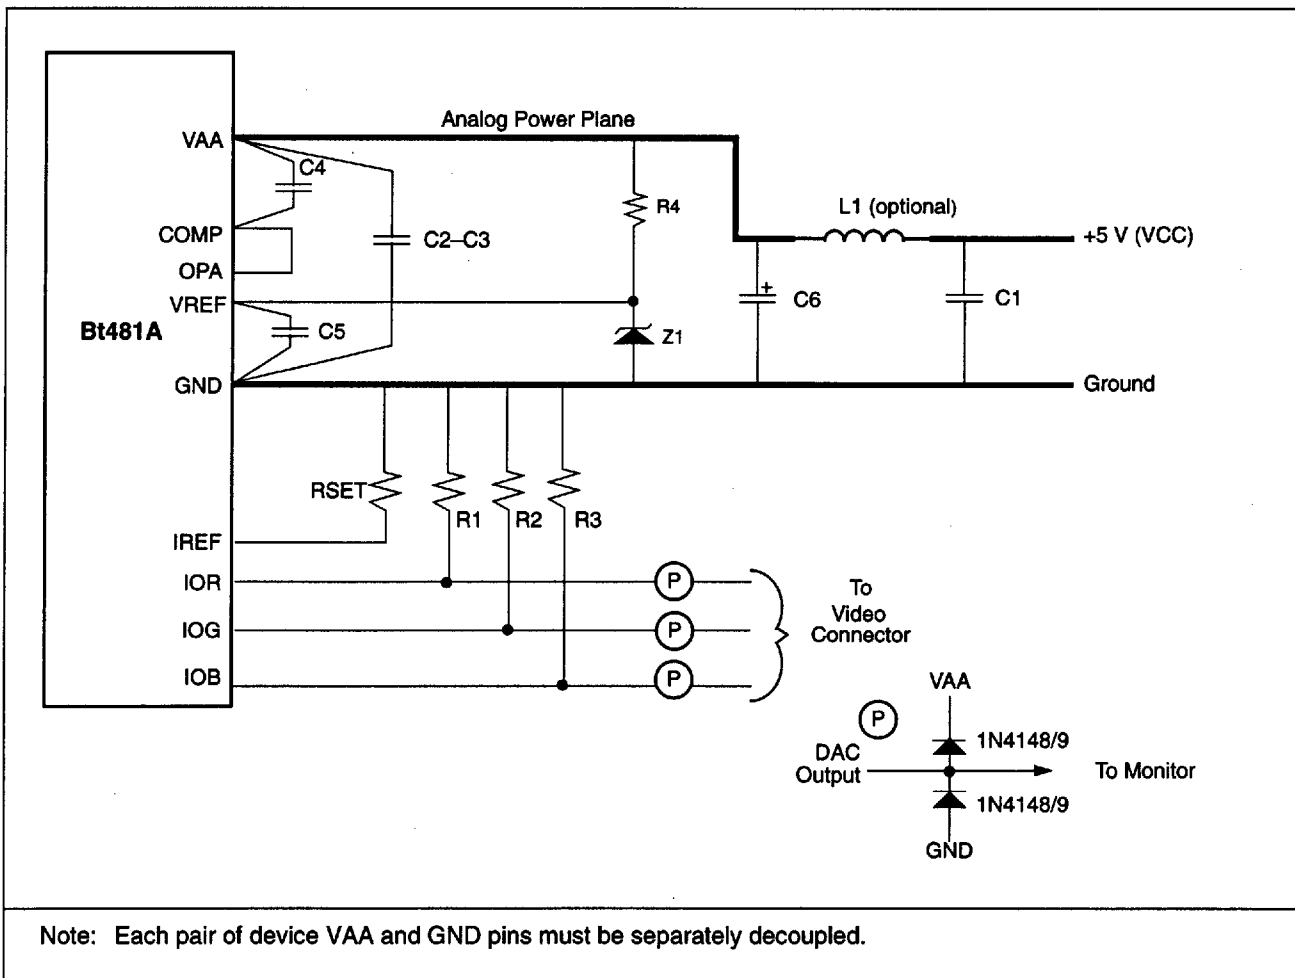 Analog Power Plane
VAA
C4
R4
L1 (optional)
COMP
C2–C3
+5 V (VCC)
OPA
VREF
+
C6
C1
Bt481A
C5
Z1
GND
Ground
RSET
R1
R2
R3
IREF
IOR
P
To
Video
Connector
IOG
P
IOB
P
VAA
P
1N4148/9
DAC
Output
To Monitor
1N4148/9
GND
Note: Each pair of device VAA and GND pins must be separately decoupled.